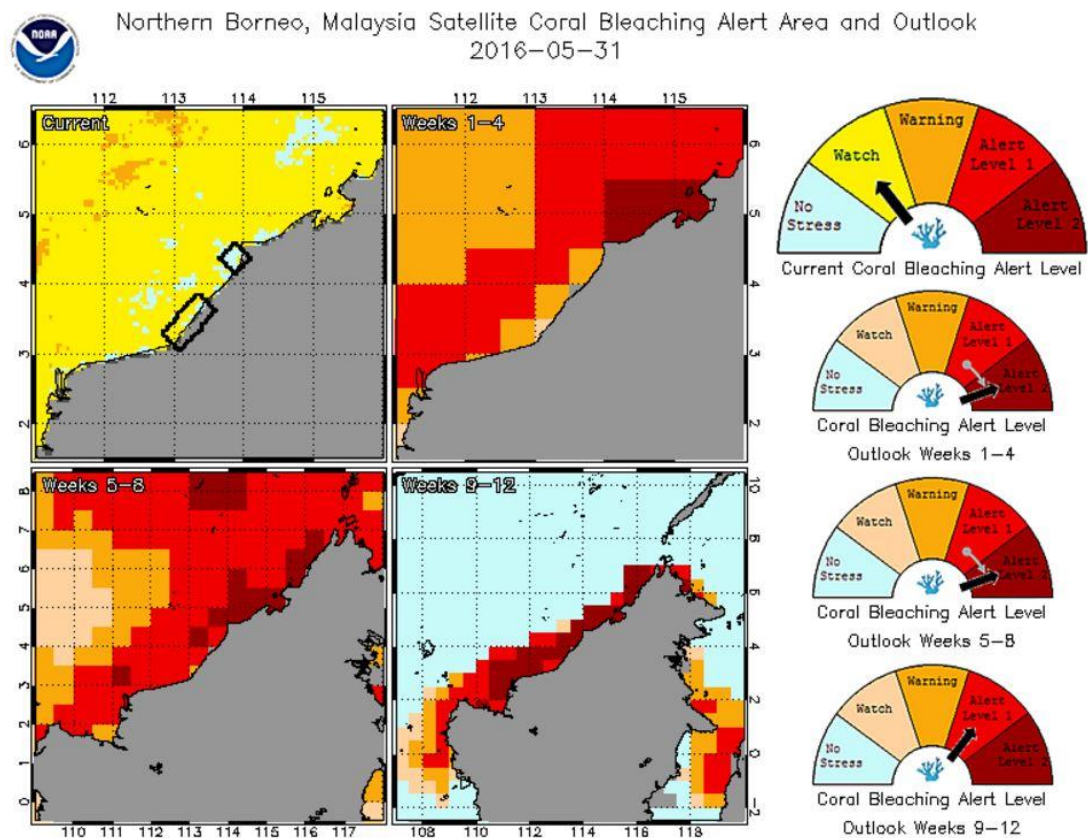 Northern Borneo, Malaysia Satellite Coral Bleaching Alert Area and Outlook
2016-05-31
NOAA
112 113 114 115
Current
6
5
4
3
2
112 113 114 115
Weeks 1-4
6
5
4
3
2
No Stress
Watch
Warning
Alert Level 1
Alert Level 2
Current Coral Bleaching Alert Level
No Stress
Watch
Warning
Alert Level 1
Alert Level 2
Coral Bleaching Alert Level
Outlook Weeks 1-4
Weeks 5-8
8
7
6
5
4
3
2
1
0
110 111 112 113 114 115 116 117
Weeks 9-12
10
8
6
4
2
0
-2
108 110 112 114 116 118
No Stress
Watch
Warning
Alert Level 1
Alert Level 2
Coral Bleaching Alert Level
Outlook Weeks 5-8
No Stress
Watch
Warning
Alert Level 1
Alert Level 2
Coral Bleaching Alert Level
Outlook Weeks 9-12